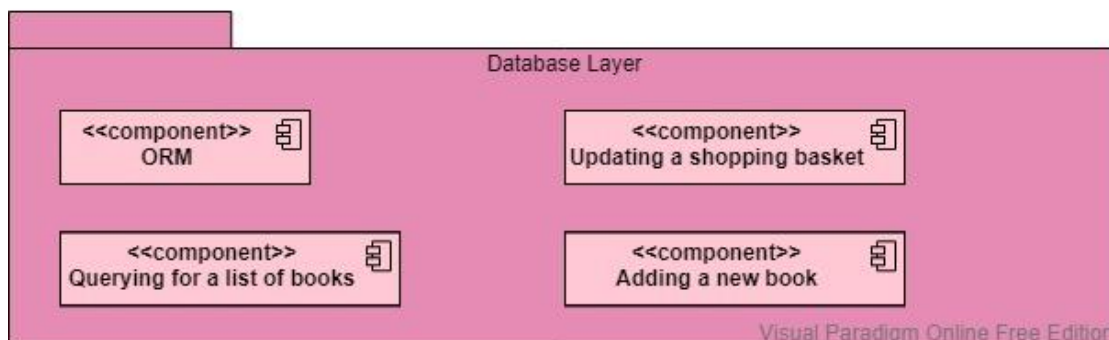 Database Layer
<<component>>
ORM
<<component>>
Updating a shopping basket
<<component>>
Querying for a list of books
<<component>>
Adding a new book
Visual Paradigm Online Free Edition